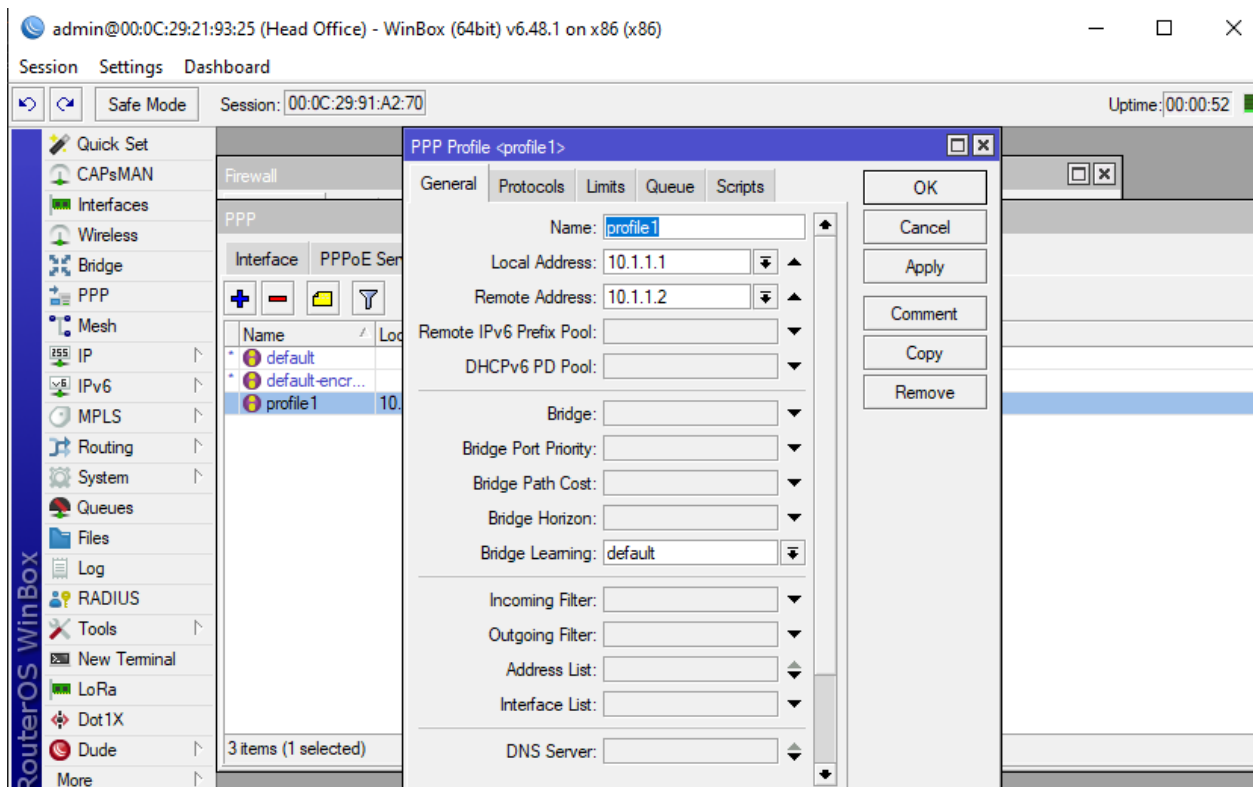 admin@00:0C:29:21:93:25 (Head Office) - WinBox (64bit) v6.48.1 on x86 (x86)
Session Settings Dashboard
Safe Mode Session: 00:0C:29:91:A2:70 Uptime: 00:00:52
RouterOS WinBox
Quick Set
CAPsMAN
Interfaces
Wireless
Bridge
PPP
Mesh
IP
IPv6
MPLS
Routing
System
Queues
Files
Log
RADIUS
Tools
New Terminal
LoRa
Dot1X
Dude
More
Firewall
PPP
Interface PPPoE Ser
Name Loc
* default
* default-encr...
profile1 10.
3 items (1 selected)
PPP Profile <profile1>
General Protocols Limits Queue Scripts
Name: profile1
Local Address: 10.1.1.1
Remote Address: 10.1.1.2
Remote IPv6 Prefix Pool:
DHCPv6 PD Pool:
Bridge:
Bridge Port Priority:
Bridge Path Cost:
Bridge Horizon:
Bridge Learning: default
Incoming Filter:
Outgoing Filter:
Address List:
Interface List:
DNS Server:
OK
Cancel
Apply
Comment
Copy
Remove